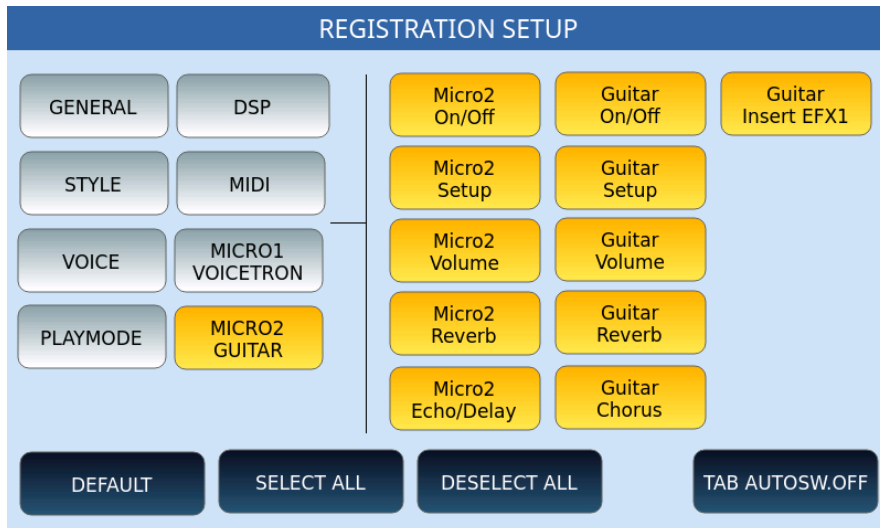 REGISTRATION SETUP
GENERAL
DSP
STYLE
MIDI
VOICE
MICRO1
VOICETRON
PLAYMODE
MICRO2
GUITAR
Micro2
On/Off
Guitar
On/Off
Guitar
Insert EFX1
Micro2
Setup
Guitar
Setup
Micro2
Volume
Guitar
Volume
Micro2
Reverb
Guitar
Reverb
Micro2
Echo/Delay
Guitar
Chorus
DEFAULT
SELECT ALL
DESELECT ALL
TAB AUTOSW.OFF